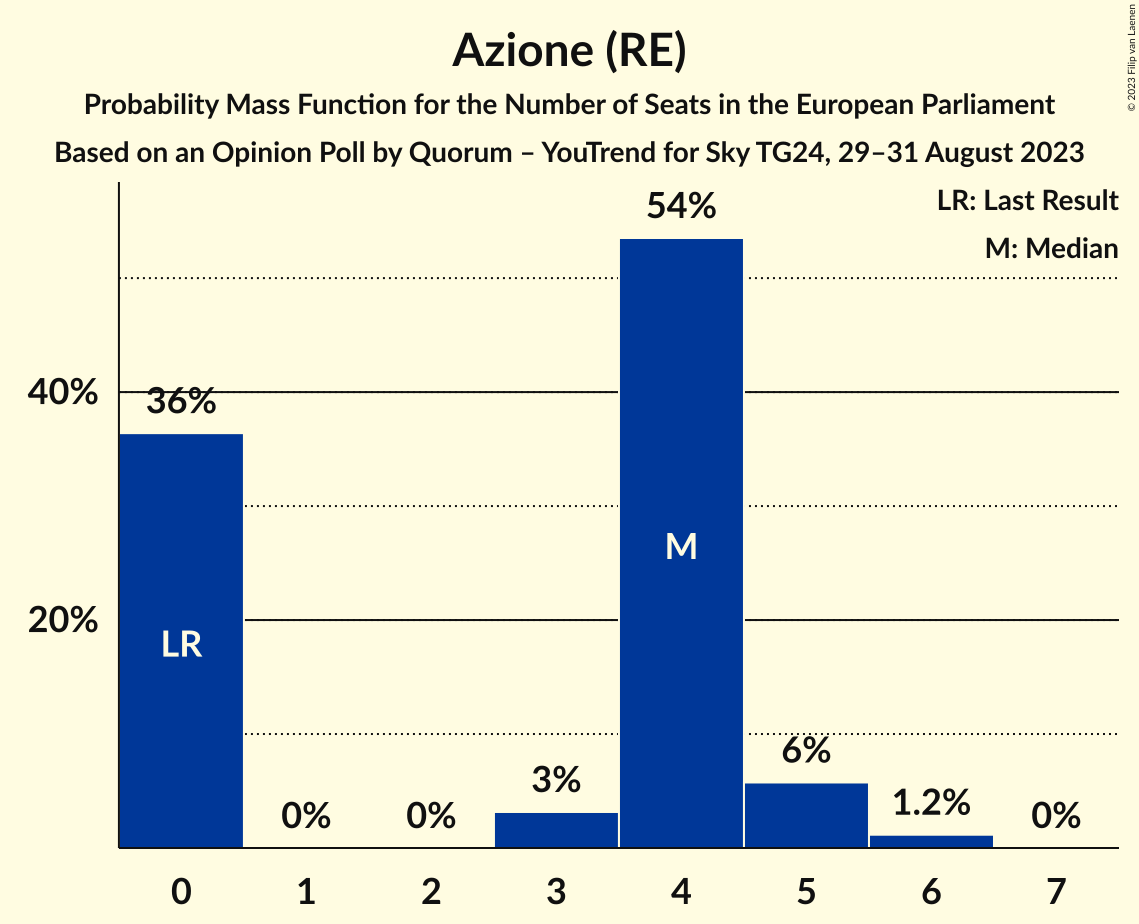 Azione (RE)
Probability Mass Function for the Number of Seats in the European Parliament
Based on an Opinion Poll by Quorum – YouTrend for Sky TG24, 29–31 August 2023
© 2023 Filip van Laenen
LR: Last Result
M: Median
40%
20%
36%
0%
0%
3%
54%
6%
1.2%
0%
LR
M
0 1 2 3 4 5 6 7